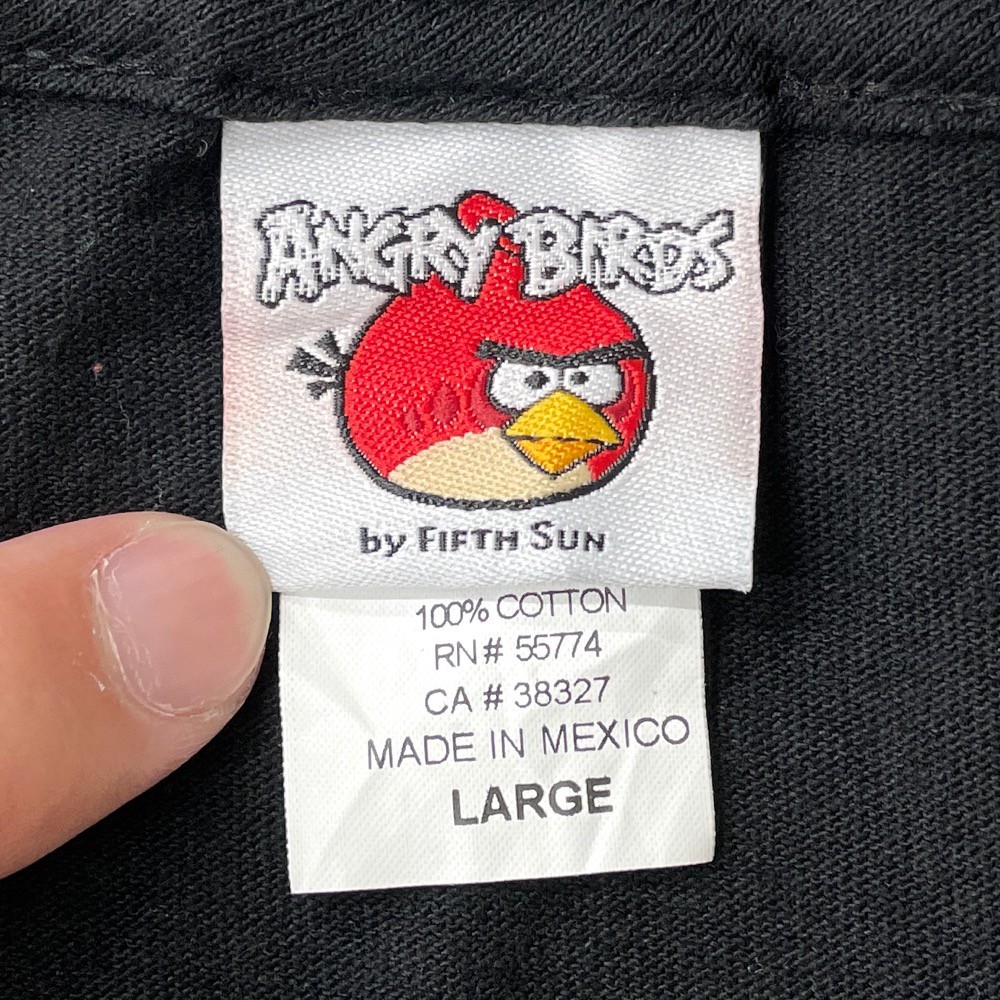 ANGRY BIRDS
by FIFTH SUN
100% COTTON
RN# 55774
CA # 38327
MADE IN MEXICO
LARGE